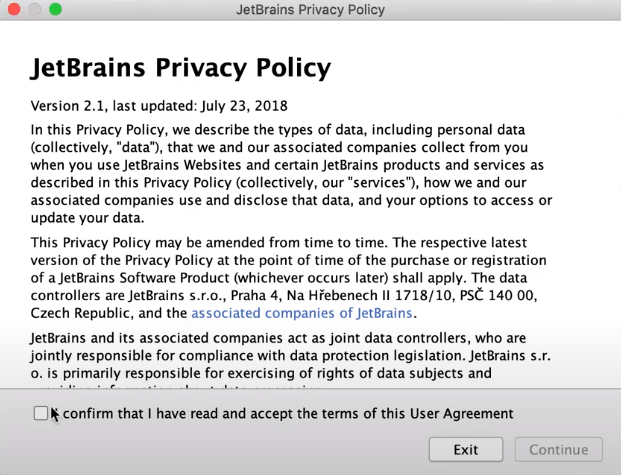 JetBrains Privacy Policy
JetBrains Privacy Policy
Version 2.1, last updated: July 23, 2018
In this Privacy Policy, we describe the types of data, including personal data
(collectively, "data"), that we and our associated companies collect from you
when you use JetBrains Websites and certain JetBrains products and services as
described in this Privacy Policy (collectively, our "services"), how we and our
associated companies use and disclose that data, and your options to access or
update your data.
This Privacy Policy may be amended from time to time. The respective latest
version of the Privacy Policy at the point of time of the purchase or registration
of a JetBrains Software Product (whichever occurs later) shall apply. The data
controllers are JetBrains s.r.o., Praha 4, Na Hřebenech II 1718/10, PSČ 140 00,
Czech Republic, and the associated companies of JetBrains.
JetBrains and its associated companies act as joint data controllers, who are
jointly responsible for compliance with data protection legislation. JetBrains s.r.
o. is primarily responsible for exercising of rights of data subjects and
confirm that I have read and accept the terms of this User Agreement
Exit
Continue